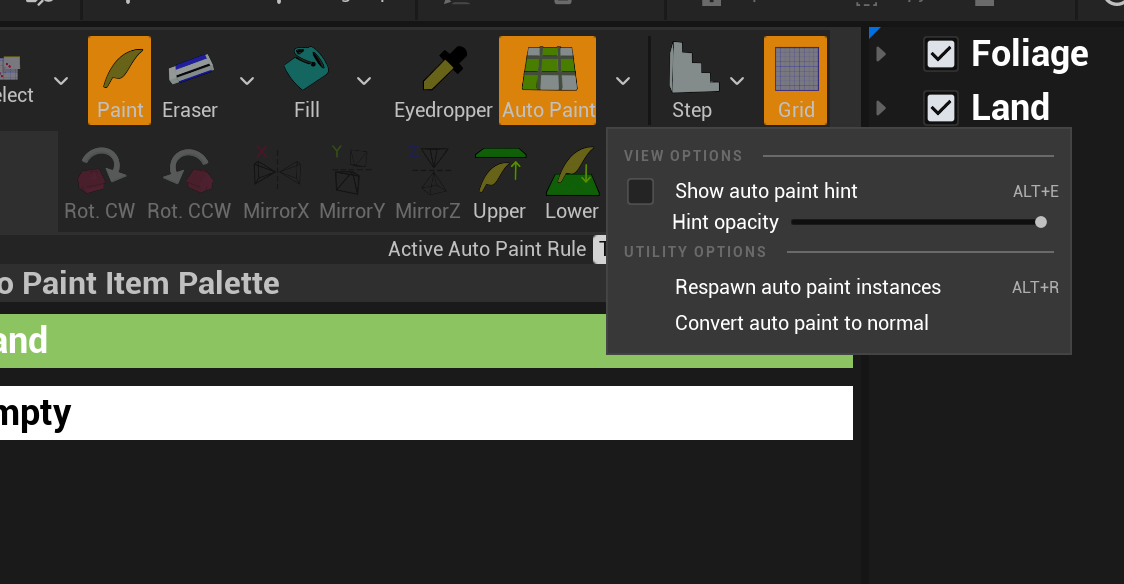 Foliage
Land
elect Paint Eraser Fill Eyedropper Auto Paint Step Grid
VIEW OPTIONS
Show auto paint hint ALT+E
Rot. CW Rot. CCW MirrorX MirrorY MirrorZ Upper Lower
Hint opacity
Active Auto Paint Rule
UTILITY OPTIONS
o Paint Item Palette
Respawn auto paint instances ALT+R
Convert auto paint to normal
and
mpty